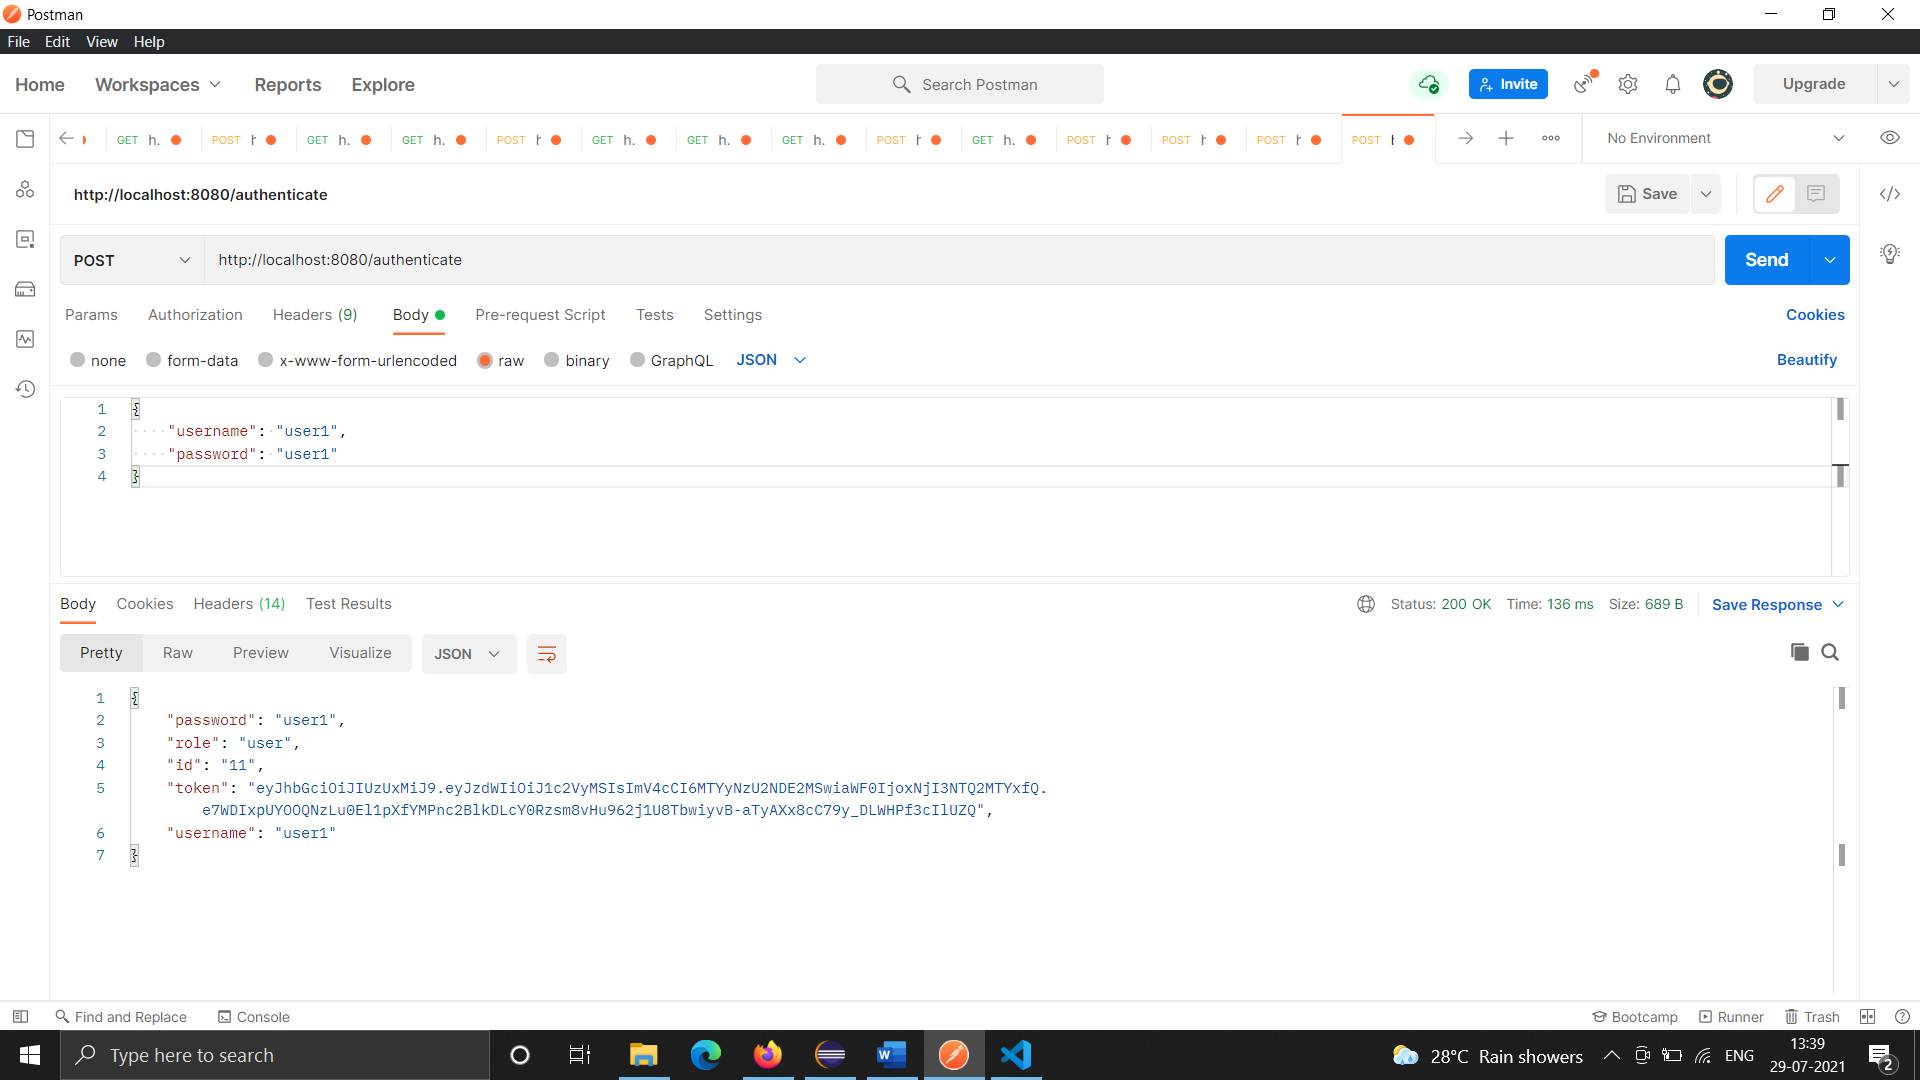 Postman
File Edit View Help
Home Workspaces Reports Explore Search Postman Invite Upgrade
GET h. POST GET h. GET h. POST GET h. GET h. GET h. POST GET h. POST POST POST POST No Environment
http://localhost:8080/authenticate Save
POST http://localhost:8080/authenticate Send
Params Authorization Headers (9) Body Pre-request Script Tests Settings Cookies
none form-data x-www-form-urlencoded raw binary GraphQL JSON Beautify
1 {
2 "username": "user1",
3 "password": "user1"
4 }
Body Cookies Headers (14) Test Results Status: 200 OK Time: 136 ms Size: 689 B Save Response
Pretty Raw Preview Visualize JSON
1 {
2 "password": "user1",
3 "role": "user",
4 "id": "11",
5 "token": "eyJhbGciOiJIUzUxMiJ9.eyJzdWIiOiJ1c2VyMSIsImV4cCI6MTYyNzU2NDE2MSwiaWF0IjoxNjI3NTQ2MTYxfQ.
e7WDIxpUYOOQNzLu0El1pXfYMPnc2BlkDLcY0Rzsm8vHu962j1U8TbwiyvB-aTyAXx8cC79y_DLWHPf3cIlUZQ",
6 "username": "user1"
7 }
Find and Replace Console Bootcamp Runner Trash
Type here to search 28°C Rain showers ENG 13:39
29-07-2021 2